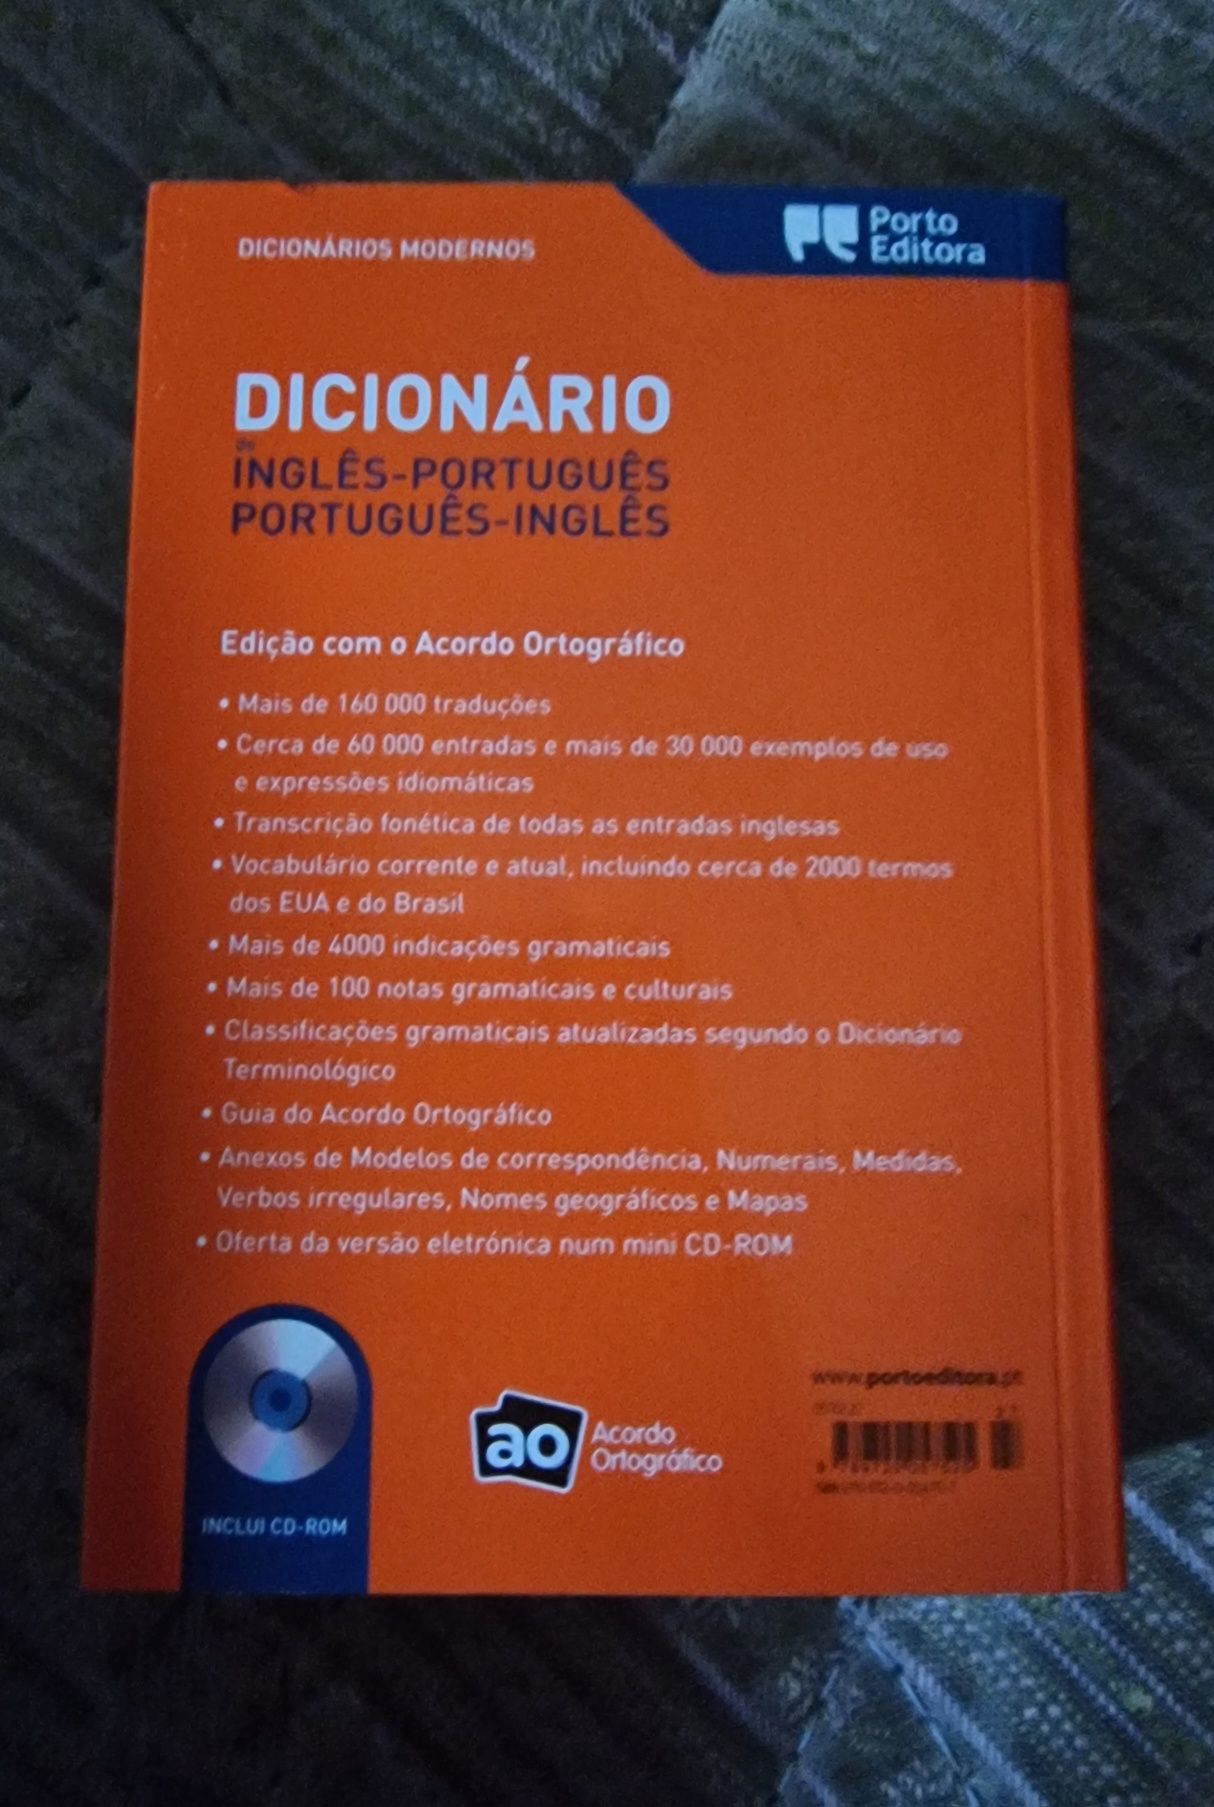 DICIONÁRIOS MODERNOS
Porto
Editora
DICIONÁRIO
de
INGLÊS-PORTUGUÊS
PORTUGUÊS-INGLÊS
Edição com o Acordo Ortográfico
• Mais de 160 000 traduções
• Cerca de 60 000 entradas e mais de 30 000 exemplos de uso
e expressões idiomáticas
• Transcrição fonética de todas as entradas inglesas
• Vocabulário corrente e atual, incluindo cerca de 2000 termos
dos EUA e do Brasil
• Mais de 4000 indicações gramaticais
• Mais de 100 notas gramaticais e culturais
• Classificações gramaticais atualizadas segundo o Dicionário
Terminológico
• Guia do Acordo Ortográfico
• Anexos de Modelos de correspondência, Numerais, Medidas,
Verbos irregulares, Nomes geográficos e Mapas
• Oferta da versão eletrónica num mini CD-ROM
INCLUI CD-ROM
ao
Acordo
Ortográfico
www.portoeditora.pt